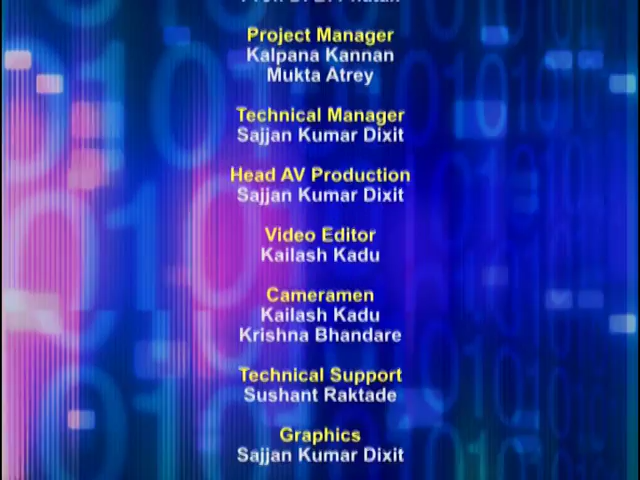 Project Manager
Kalpana Kannan
Mukta Atrey
Technical Manager
Sajjan Kumar Dixit
Head AV Production
Sajjan Kumar Dixit
Video Editor
Kailash Kadu
Cameramen
Kailash Kadu
Krishna Bhandare
Technical Support
Sushant Raktade
Graphics
Sajjan Kumar Dixit